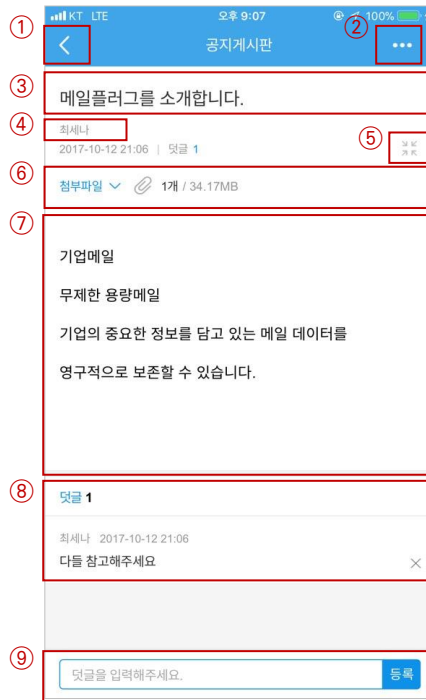 KT LTE 오후 9:07 100%
① ②
공지게시판
③ 메일플러그를 소개합니다.
④ 최세나
2017-10-12 21:06 | 덧글 1 ⑤
⑥ 첨부파일 1개 / 34.17MB
⑦
기업메일
무제한 용량메일
기업의 중요한 정보를 담고 있는 메일 데이터를
영구적으로 보존할 수 있습니다.
⑧ 덧글 1
최세나 2017-10-12 21:06
다들 참고해주세요
⑨ 덧글을 입력해주세요. 등록